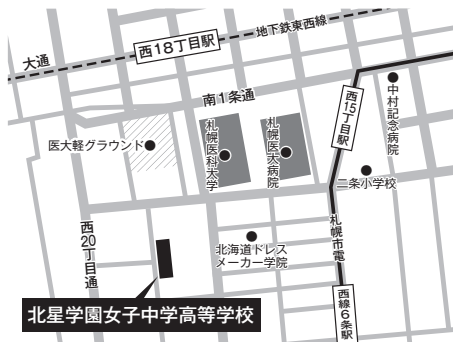 地下鉄東西線
大通
西18丁目駅
南1条通
西15丁目駅
中村記念病院
医大軽グラウンド
札幌医科大学
札幌医大病院
二条小学校
西20丁目通
北海道ドレス
メーカー学院
札幌市電
西線6条駅
北星学園女子中学高等学校